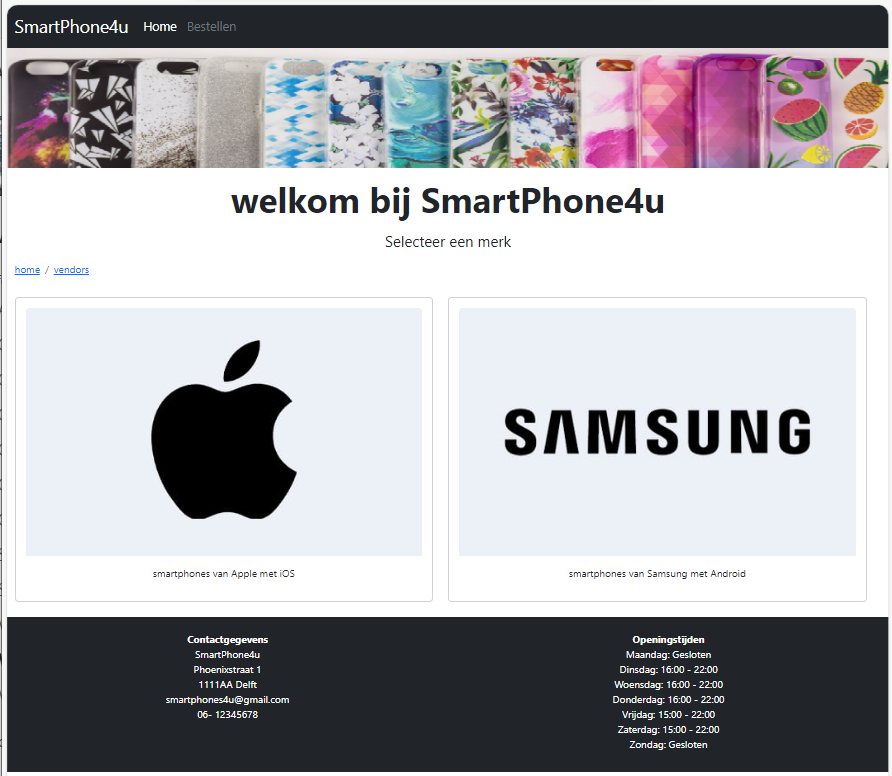 SmartPhone4u Home Bestellen
welkom bij SmartPhone4u
Selecteer een merk
home / vendors
SAMSUNG
smartphones van Apple met iOS
smartphones van Samsung met Android
Contactgegevens
SmartPhone4u
Phoenixstraat 1
1111AA Delft
smartphones4u@gmail.com
06- 12345678
Openingstijden
Maandag: Gesloten
Dinsdag: 16:00 - 22:00
Woensdag: 16:00 - 22:00
Donderdag: 16:00 - 22:00
Vrijdag: 15:00 - 22:00
Zaterdag: 15:00 - 22:00
Zondag: Gesloten